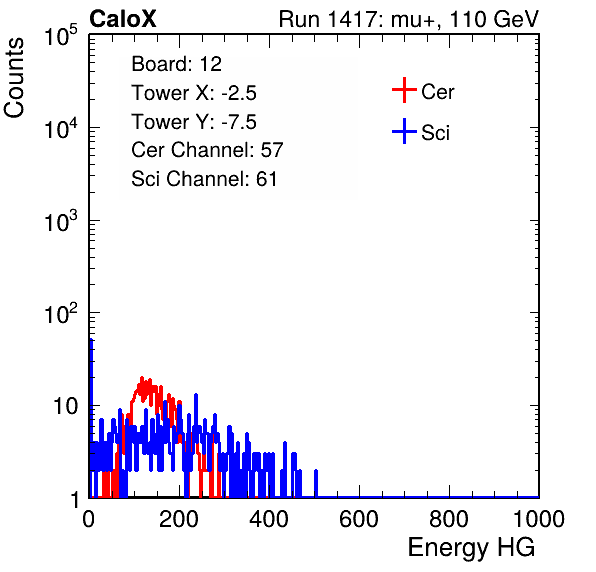 CaloX Run 1417: mu+, 110 GeV
Counts
10^5
10^4
10^3
10^2
10
1
Board: 12
Tower X: -2.5
Tower Y: -7.5
Cer Channel: 57
Sci Channel: 61
Cer
Sci
0 200 400 600 800 1000
Energy HG